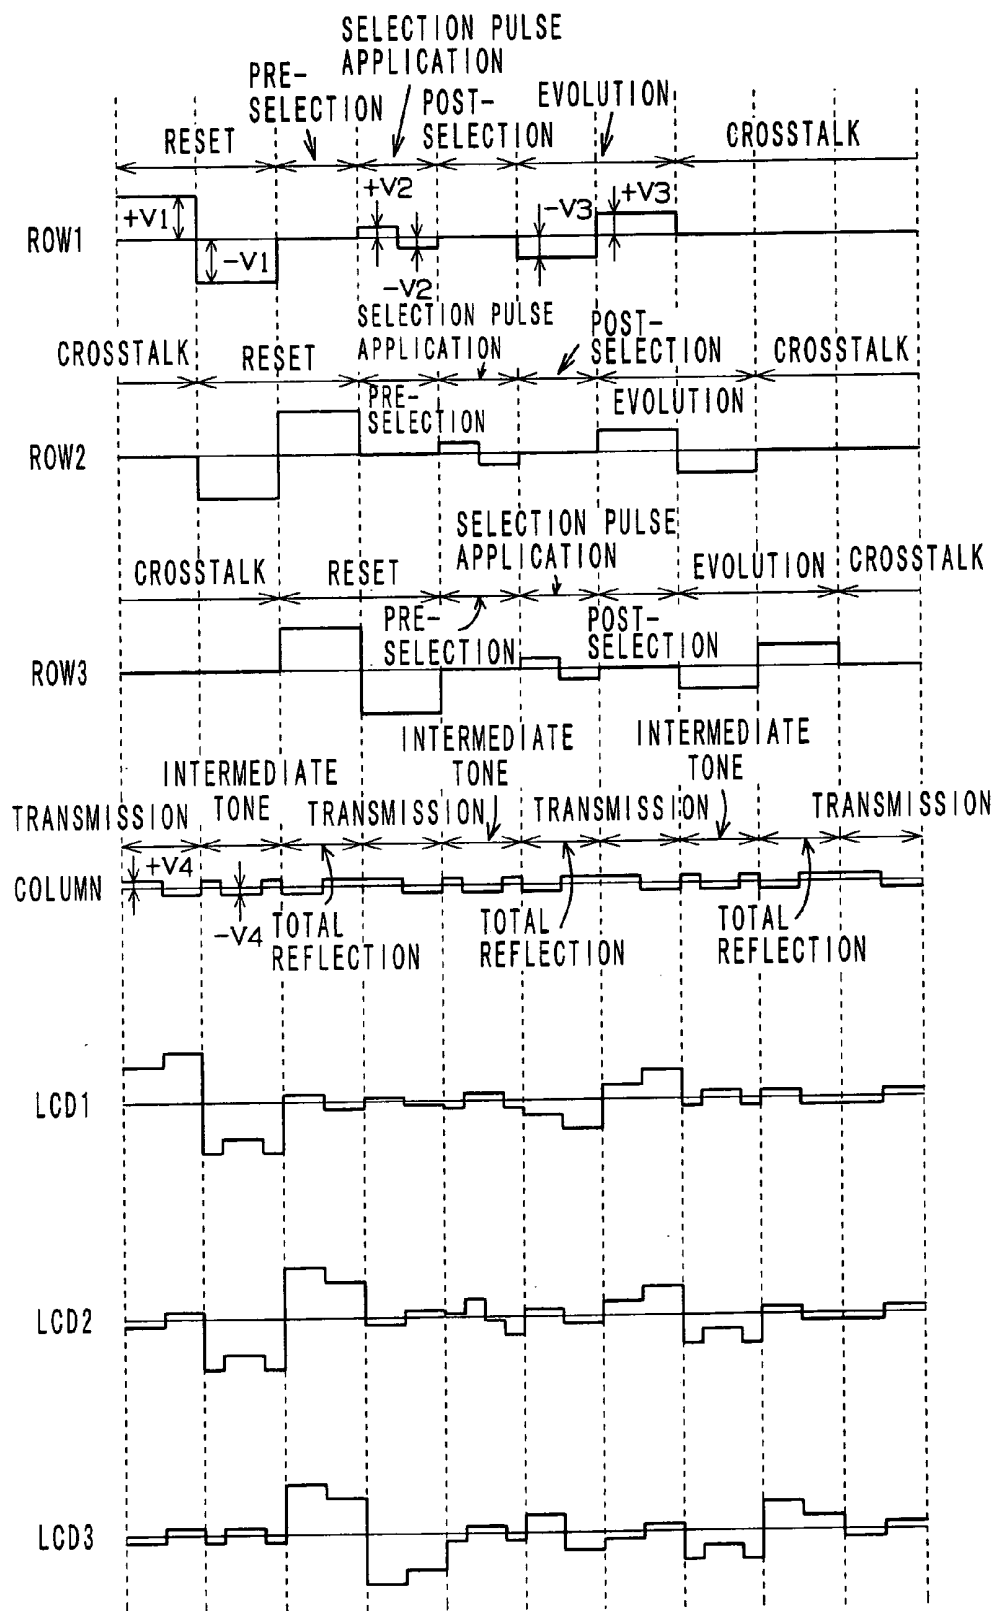 SELECTION PULSE
APPLICATION
PRE-
SELECTION
POST-
SELECTION
EVOLUTION
RESET
CROSSTALK
+V1
-V1
+V2
-V2
-V3
+V3
ROW1
SELECTION PULSE
APPLICATION
POST-
SELECTION
CROSSTALK
RESET
CROSSTALK
PRE-
SELECTION
EVOLUTION
ROW2
SELECTION PULSE
APPLICATION
CROSSTALK
RESET
EVOLUTION
CROSSTALK
PRE-
SELECTION
POST-
SELECTION
ROW3
INTERMEDIATE
TONE
INTERMEDIATE
TONE
INTERMEDIATE
TONE
TRANSMISSION
TRANSMISSION
TRANSMISSION
TRANSMISSION
+V4
COLUMN
-V4
TOTAL
REFLECTION
TOTAL
REFLECTION
TOTAL
REFLECTION
LCD1
LCD2
LCD3